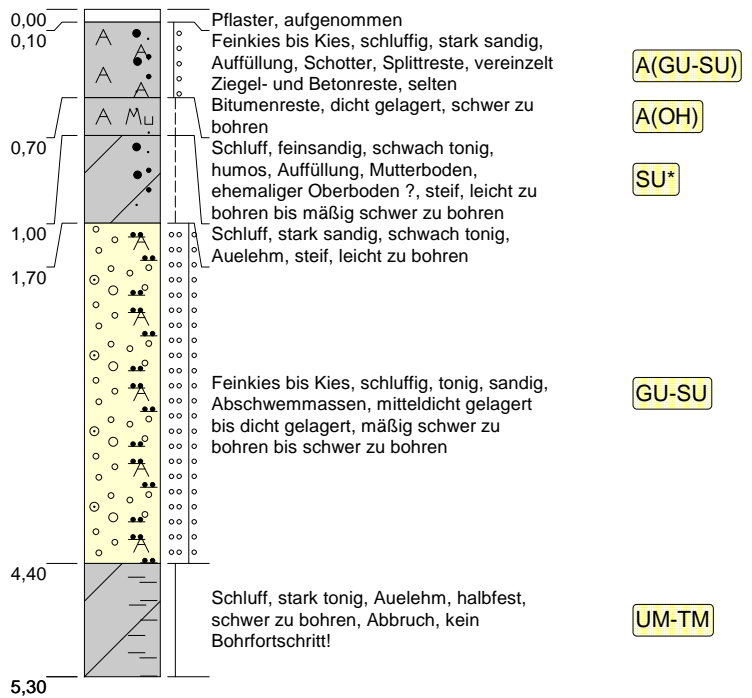 0,00
Pflaster, aufgenommen
0,10
Feinkies bis Kies, schluffig, stark sandig,
Auffüllung, Schotter, Splittreste, vereinzelt
Ziegel- und Betonreste, selten
Bitumenreste, dicht gelagert, schwer zu
bohren
A(GU-SU)
A
A
A
A
A Mu
A(OH)
0,70
Schluff, feinsandig, schwach tonig,
humos, Auffüllung, Mutterboden,
ehemaliger Oberboden ?, steif, leicht zu
bohren bis mäßig schwer zu bohren
SU*
1,00
Schluff, stark sandig, schwach tonig,
Auelehm, steif, leicht zu bohren
1,70
A
A
A
A
A
Feinkies bis Kies, schluffig, tonig, sandig,
Abschwemmassen, mitteldicht gelagert
bis dicht gelagert, mäßig schwer zu
bohren bis schwer zu bohren
GU-SU
4,40
Schluff, stark tonig, Auelehm, halbfest,
schwer zu bohren, Abbruch, kein
Bohrfortschritt!
UM-TM
5,30